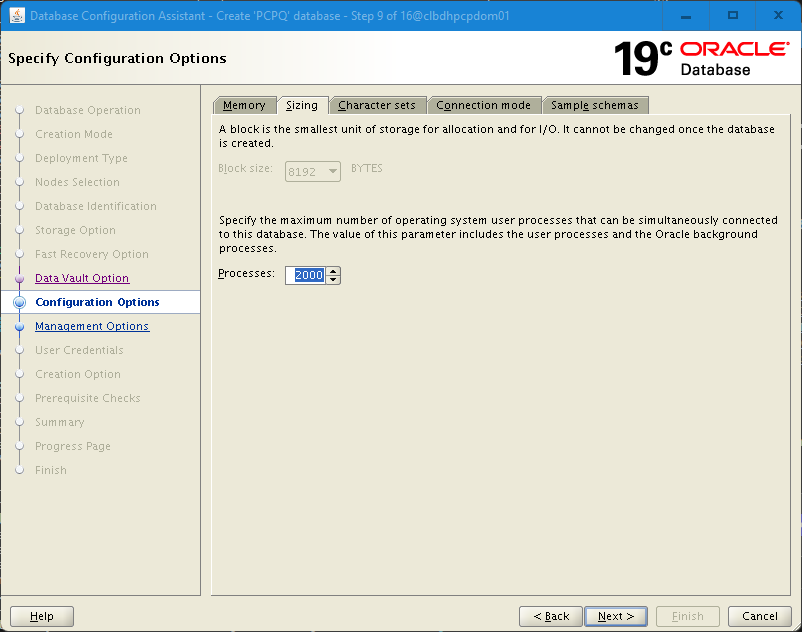 Database Configuration Assistant - Create 'PCPQ' database - Step 9 of 16@clbdhpcpdom01
Specify Configuration Options
19c ORACLE®
Database
Database Operation
Creation Mode
Deployment Type
Nodes Selection
Database Identification
Storage Option
Fast Recovery Option
Data Vault Option
Configuration Options
Management Options
User Credentials
Creation Option
Prerequisite Checks
Summary
Progress Page
Finish
Memory Sizing Character sets Connection mode Sample schemas
A block is the smallest unit of storage for allocation and for I/O. It cannot be changed once the database
is created.
Block size: 8192 BYTES
Specify the maximum number of operating system user processes that can be simultaneously connected
to this database. The value of this parameter includes the user processes and the Oracle background
processes.
Processes: 2000
Help < Back Next > Finish Cancel